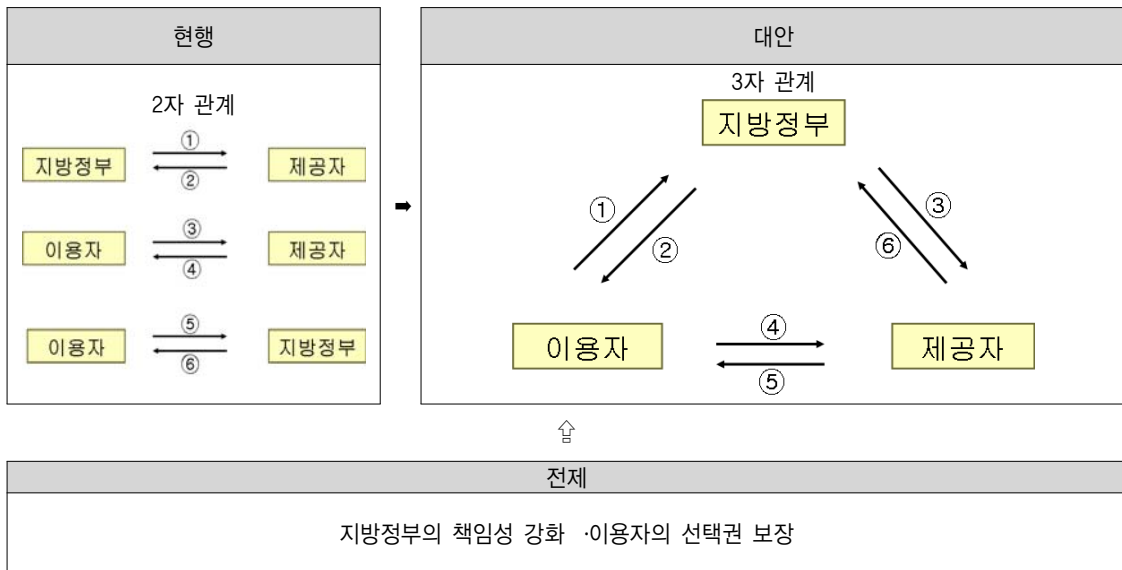 현행
2자 관계
지방정부 ① 제공자
②
이용자 ③ 제공자
④
이용자 ⑤ 지방정부
⑥
➡
대안
3자 관계
지방정부
① ② ③ ⑥
이용자 ④ 제공자
⑤
전제
지방정부의 책임성 강화 ·이용자의 선택권 보장